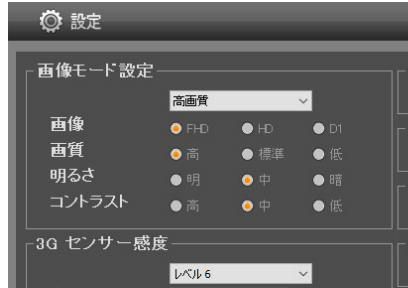 設定
画像モード設定
高画質
画像 FHD HD D1
画質 高 標準 低
明るさ 明 中 暗
コントラスト 高 中 低
3G センサー感度
レベル 6